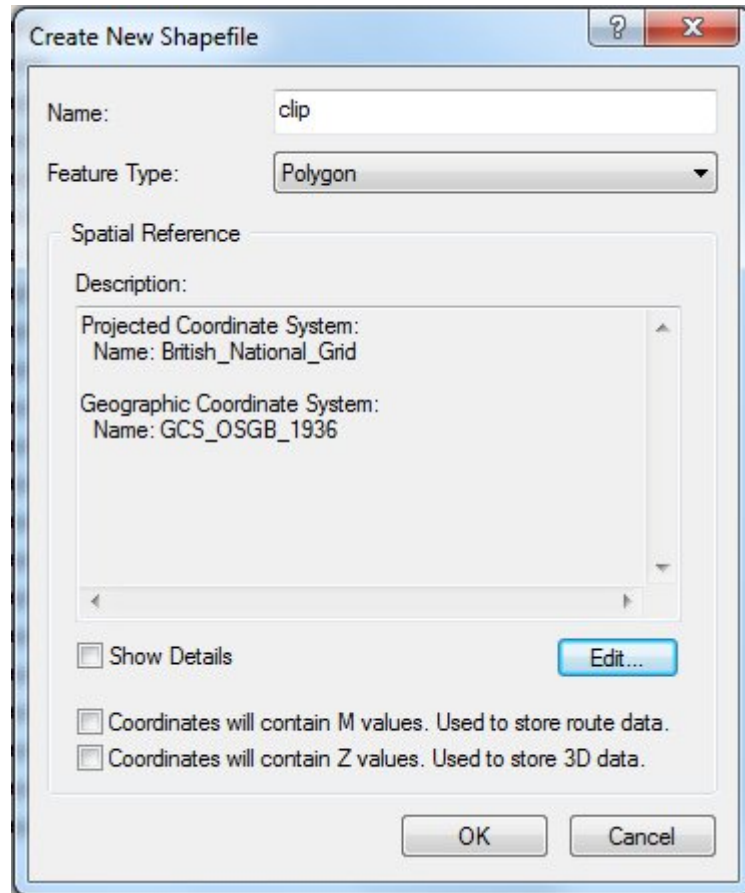 Create New Shapefile
Name: clip
Feature Type: Polygon
Spatial Reference
Description:
Projected Coordinate System:
Name: British_National_Grid
Geographic Coordinate System:
Name: GCS_OSGB_1936
Show Details
Edit...
Coordinates will contain M values. Used to store route data.
Coordinates will contain Z values. Used to store 3D data.
OK Cancel